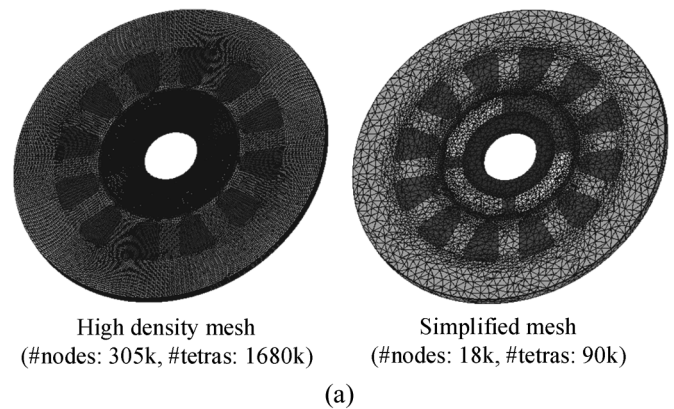 High density mesh
(#nodes: 305k, #tetras: 1680k)
Simplified mesh
(#nodes: 18k, #tetras: 90k)
(a)